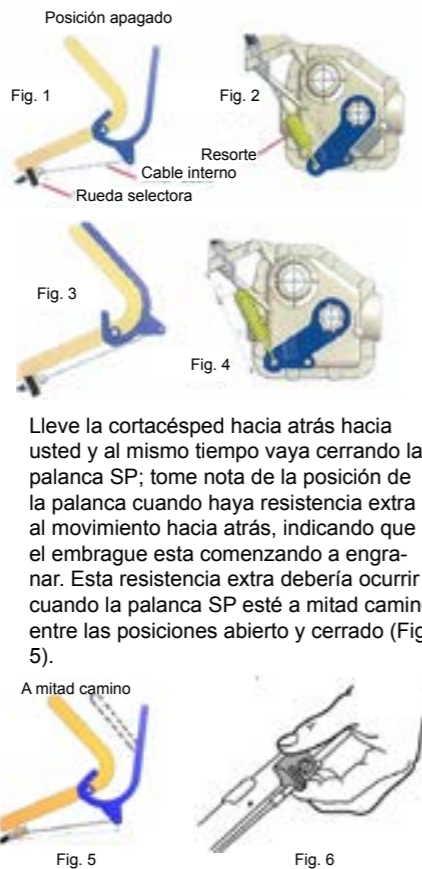 Posición apagado
Fig. 1
Fig. 2
Resorte
Cable interno
Rueda selectora
Fig. 3
Fig. 4
Lleve la cortacésped hacia atrás hacia
usted y al mismo tiempo vaya cerrando la
palanca SP; tome nota de la posición de
la palanca cuando haya resistencia extra
al movimiento hacia atrás, indicando que
el embrague esta comenzando a engra-
nar. Esta resistencia extra debería ocurrir
cuando la palanca SP esté a mitad camin
entre las posiciones abierto y cerrado (Fig
5).
A mitad camino
Fig. 5
Fig. 6